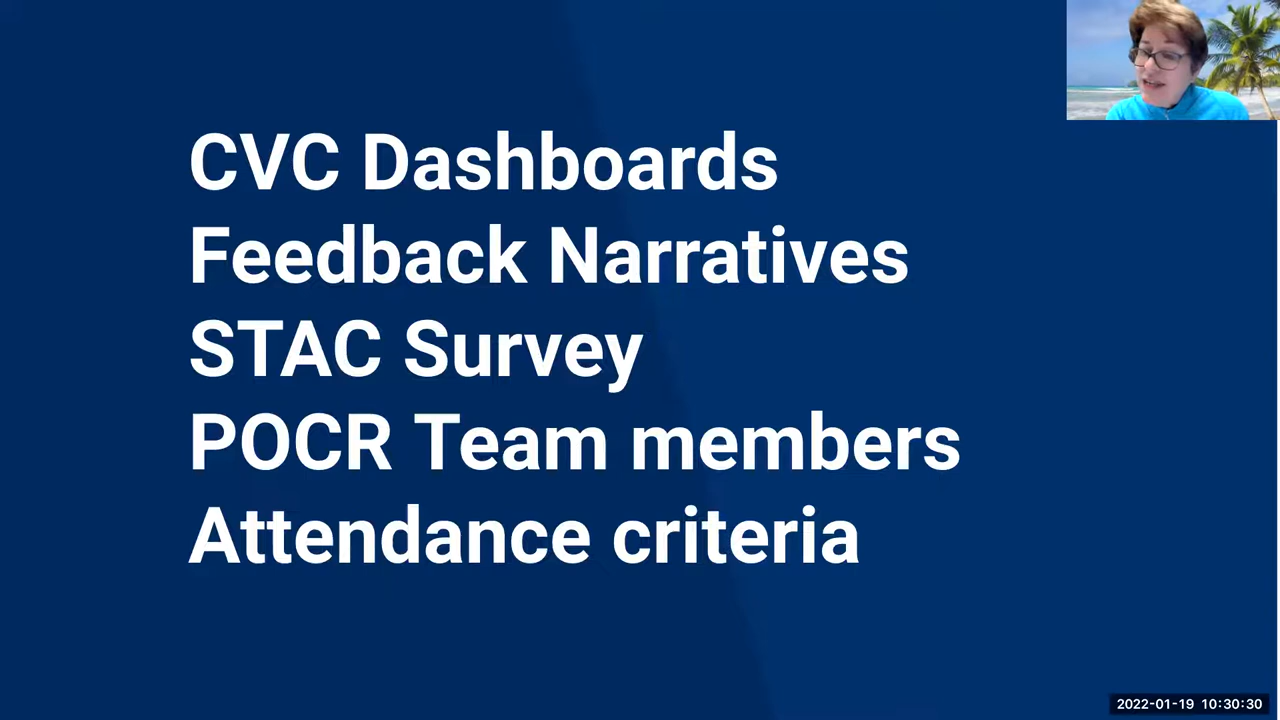 CVC Dashboards
Feedback Narratives
STAC Survey
POCR Team members
Attendance criteria
2022-01-19 10:30:30